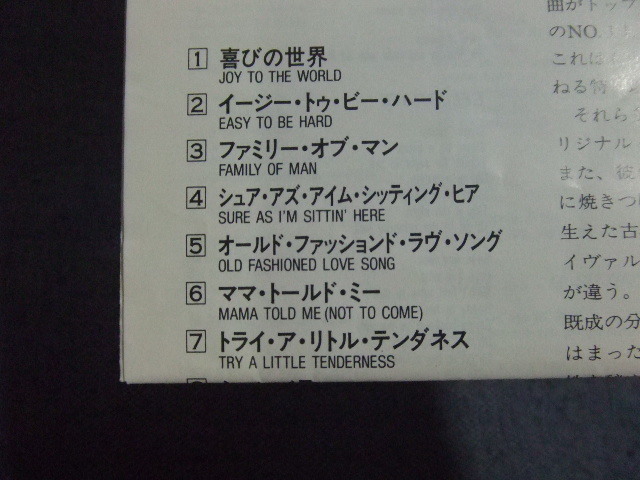 1 喜びの世界
JOY TO THE WORLD
2 イージー・トゥ・ビー・ハード
EASY TO BE HARD
3 ファミリー・オブ・マン
FAMILY OF MAN
4 シュア・アズ・アイム・シッティング・ヒア
SURE AS I'M SITTIN' HERE
5 オールド・ファッションド・ラヴ・ソング
OLD FASHIONED LOVE SONG
6 ママ・トールド・ミー
MAMA TOLD ME (NOT TO COME)
7 トライ・ア・リトル・テンダネス
TRY A LITTLE TENDERNESS
曲がトップ
のNO.1
これは
ねる特
それら
リジナル
また、彼
に焼きつ
生えた古
イヴァル
が違う。
既成の分
はまった